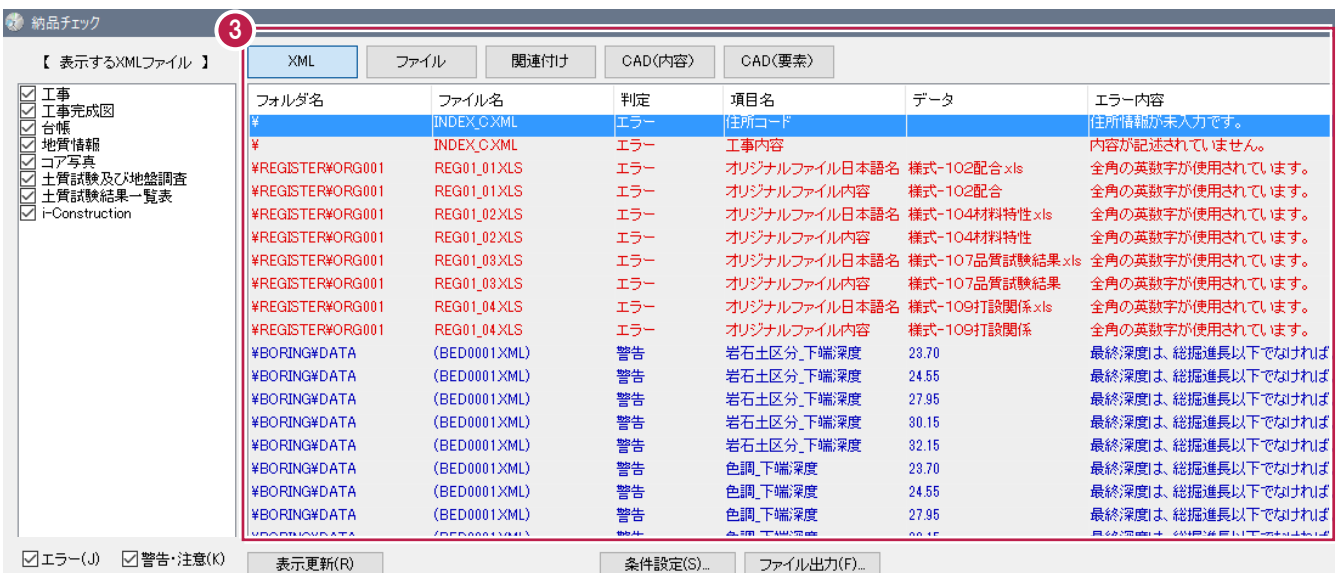 納品チェック
3
【 表示するXMLファイル 】
XML ファイル 関連付け CAD(内容) CAD(要素)
工事
工事完成図
台帳
地質情報
コア写真
土質試験及び地盤調査
土質試験結果一覧表
i-Construction
フォルダ名 ファイル名 判定 項目名 データ エラー内容
¥ INDEX_C.XML エラー 住所コード 住所情報が未入力です。
¥ INDEX_C.XML エラー 工事内容 内容が記述されていません。
¥REGISTER¥ORG001 REG01_01.XLS エラー オリジナルファイル日本語名 様式-102配合.xls 全角の英数字が使用されています。
¥REGISTER¥ORG001 REG01_01.XLS エラー オリジナルファイル内容 様式-102配合 全角の英数字が使用されています。
¥REGISTER¥ORG001 REG01_02.XLS エラー オリジナルファイル日本語名 様式-104材料特性.xls 全角の英数字が使用されています。
¥REGISTER¥ORG001 REG01_02.XLS エラー オリジナルファイル内容 様式-104材料特性 全角の英数字が使用されています。
¥REGISTER¥ORG001 REG01_03.XLS エラー オリジナルファイル日本語名 様式-107品質試験結果.xls 全角の英数字が使用されています。
¥REGISTER¥ORG001 REG01_03.XLS エラー オリジナルファイル内容 様式-107品質試験結果 全角の英数字が使用されています。
¥REGISTER¥ORG001 REG01_04.XLS エラー オリジナルファイル日本語名 様式-109打設関係.xls 全角の英数字が使用されています。
¥REGISTER¥ORG001 REG01_04.XLS エラー オリジナルファイル内容 様式-109打設関係 全角の英数字が使用されています。
¥BORING¥DATA (BED0001.XML) 警告 岩石土区分_下端深度 23.70 最終深度は、総掘進長以下でなければ
¥BORING¥DATA (BED0001.XML) 警告 岩石土区分_下端深度 24.55 最終深度は、総掘進長以下でなければ
¥BORING¥DATA (BED0001.XML) 警告 岩石土区分_下端深度 27.95 最終深度は、総掘進長以下でなければ
¥BORING¥DATA (BED0001.XML) 警告 岩石土区分_下端深度 30.15 最終深度は、総掘進長以下でなければ
¥BORING¥DATA (BED0001.XML) 警告 岩石土区分_下端深度 32.15 最終深度は、総掘進長以下でなければ
¥BORING¥DATA (BED0001.XML) 警告 色調_下端深度 23.70 最終深度は、総掘進長以下でなければ
¥BORING¥DATA (BED0001.XML) 警告 色調_下端深度 24.55 最終深度は、総掘進長以下でなければ
¥BORING¥DATA (BED0001.XML) 警告 色調_下端深度 27.95 最終深度は、総掘進長以下でなければ
エラー(J) 警告・注意(K) 表示更新(R) 条件設定(S)... ファイル出力(F)...